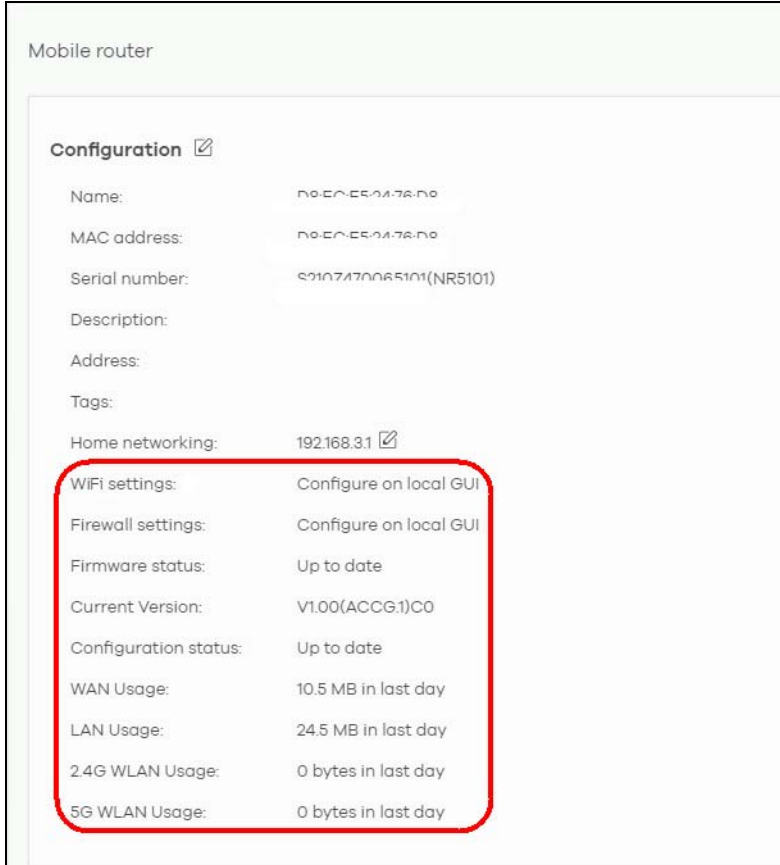 Mobile router
Configuration
Name:
MAC address:
Serial number: (NR5101)
Description:
Address:
Tags:
Home networking: 192.168.3.1
WiFi settings: Configure on local GUI
Firewall settings: Configure on local GUI
Firmware status: Up to date
Current Version: V1.00(ACCG.1)C0
Configuration status: Up to date
WAN Usage: 10.5 MB in last day
LAN Usage: 24.5 MB in last day
2.4G WLAN Usage: 0 bytes in last day
5G WLAN Usage: 0 bytes in last day